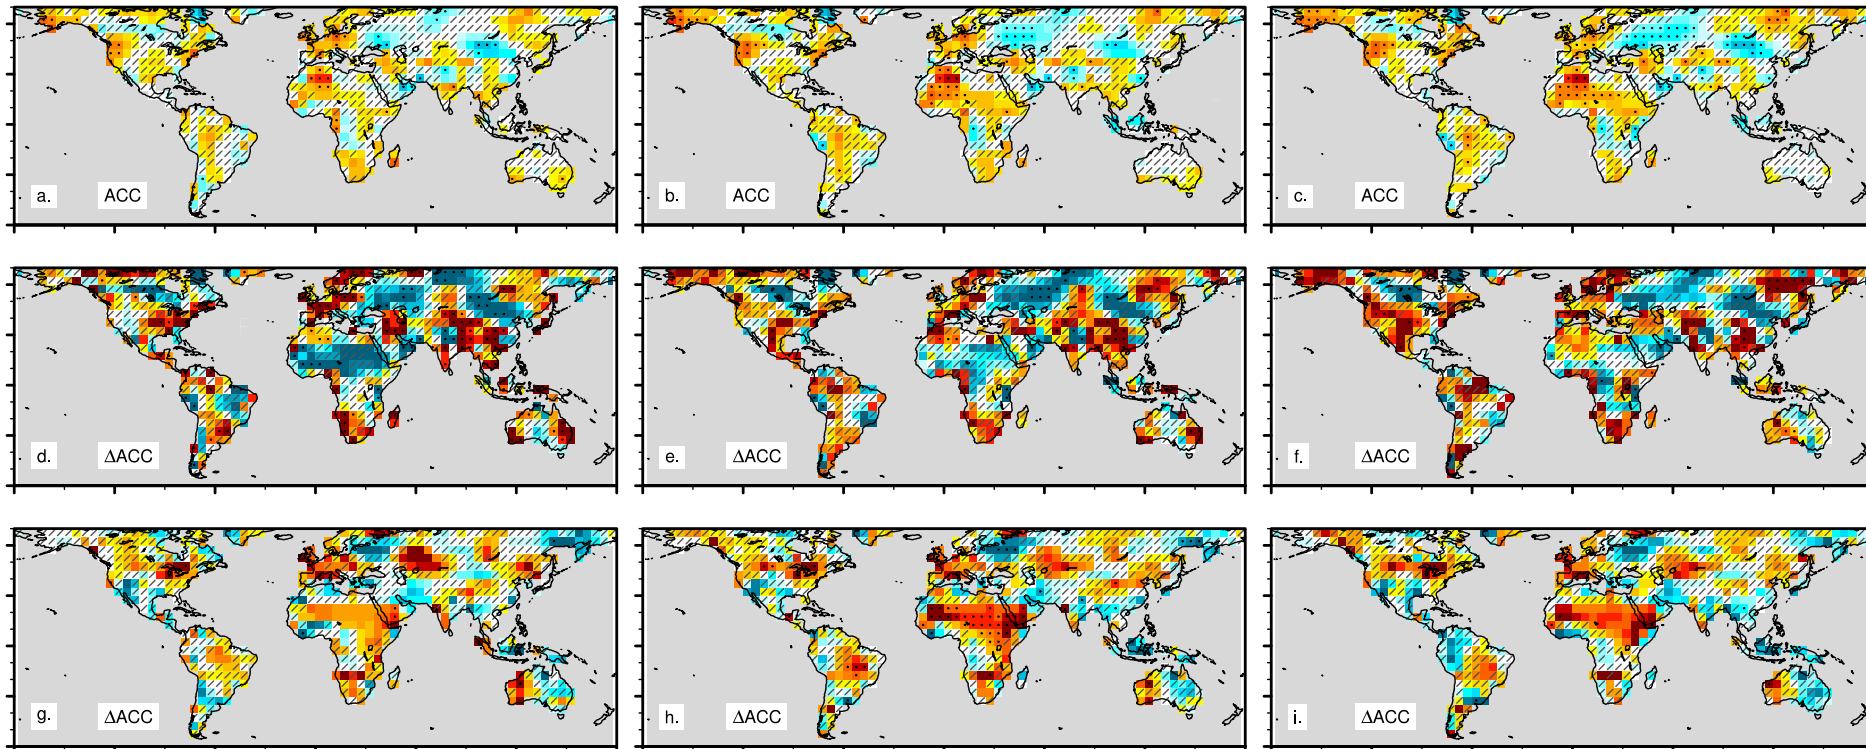 a. ACC
b. ACC
c. ACC
d. ΔACC
e. ΔACC
f. ΔACC
g. ΔACC
h. ΔACC
i. ΔACC